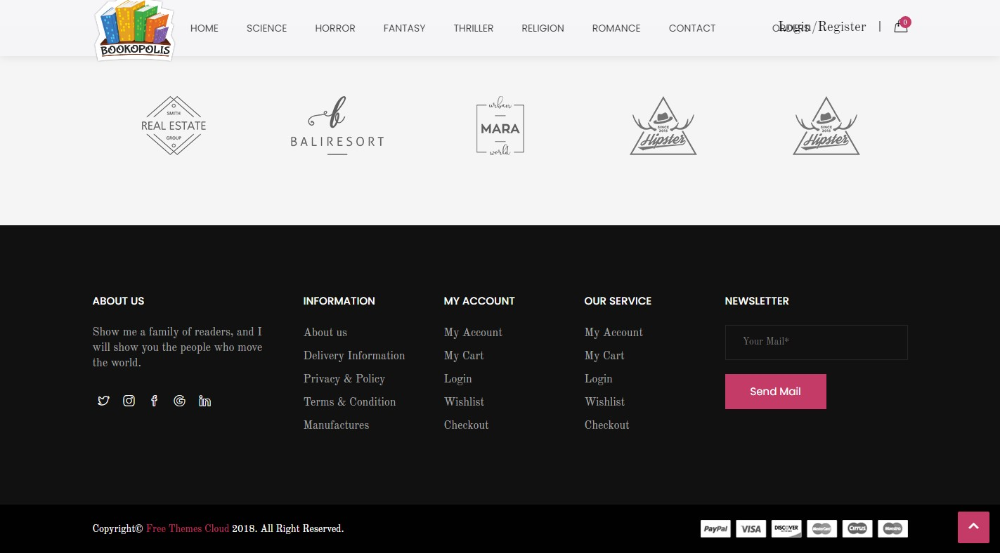 BOOKOPOLIS
HOME SCIENCE HORROR FANTASY THRILLER RELIGION ROMANCE CONTACT ORDERS Login/Register | 0
SMITH
REAL ESTATE
GROUP
b
BALIRESORT
urban
MARA
world
SINCE
2015
Hipster
SINCE
2015
Hipster
ABOUT US
Show me a family of readers, and I
will show you the people who move
the world.
INFORMATION
About us
Delivery Information
Privacy & Policy
Terms & Condition
Manufactures
MY ACCOUNT
My Account
My Cart
Login
Wishlist
Checkout
OUR SERVICE
My Account
My Cart
Login
Wishlist
Checkout
NEWSLETTER
Your Mail*
Send Mail
Copyright© Free Themes Cloud 2018. All Right Reserved.
PayPal VISA DISCOVER NETWORK MasterCard Cirrus Maestro